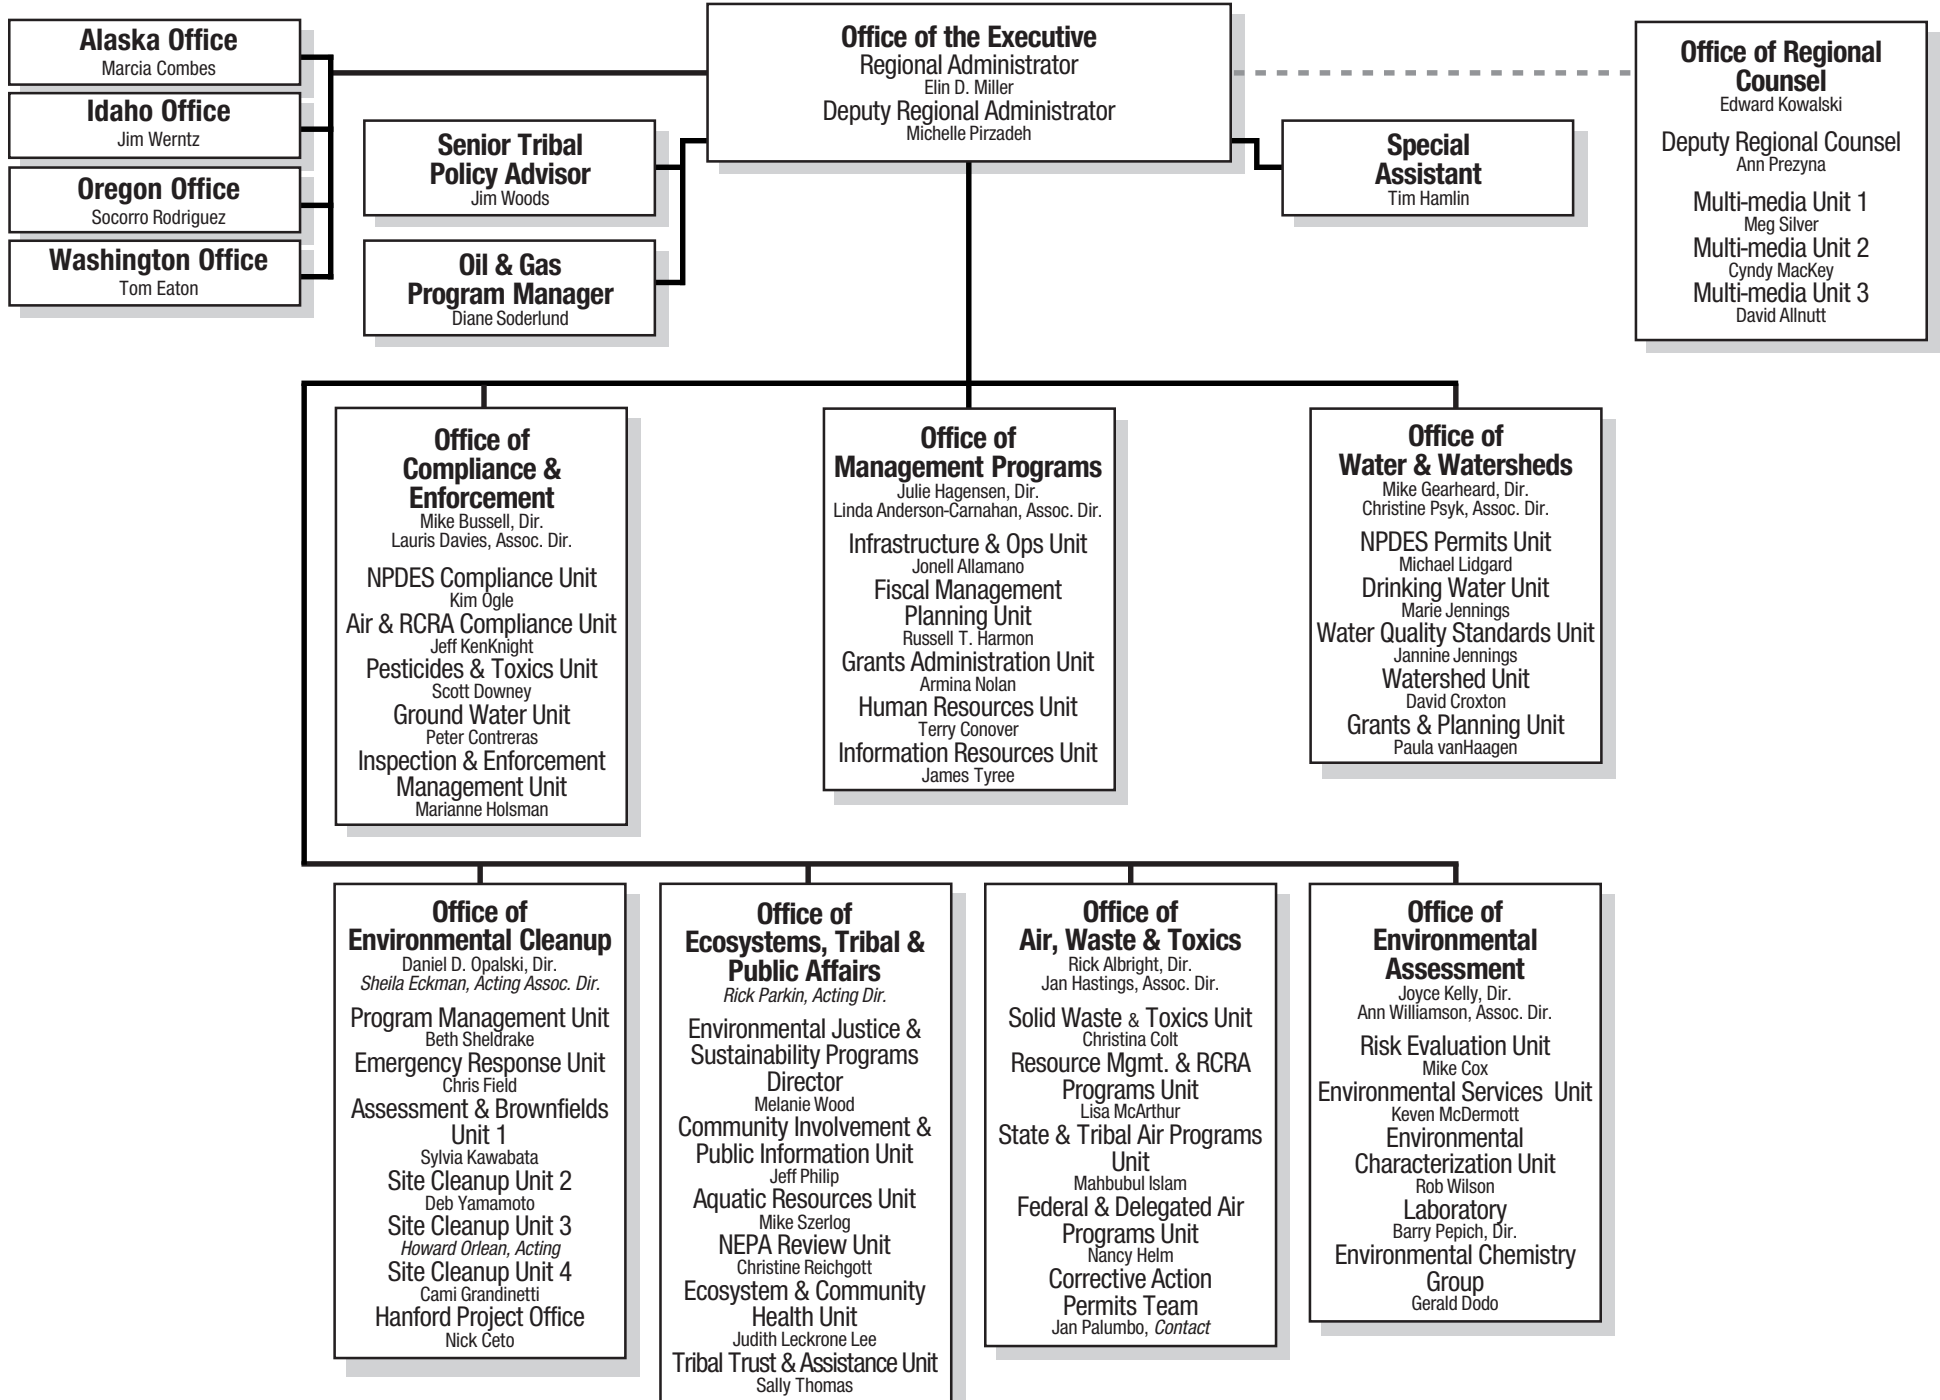 Alaska Office
Marcia Combes
Idaho Office
Jim Werntz
Oregon Office
Socorro Rodriguez
Washington Office
Tom Eaton
Office of the Executive
Regional Administrator
Elin D. Miller
Deputy Regional Administrator
Michelle Pirzadeh
Senior Tribal
Policy Advisor
Jim Woods
Oil & Gas
Program Manager
Diane Soderlund
Special
Assistant
Tim Hamlin
Office of Regional
Counsel
Edward Kowalski
Deputy Regional Counsel
Ann Prezyna
Multi-media Unit 1
Meg Silver
Multi-media Unit 2
Cyndy MacKey
Multi-media Unit 3
David Allnutt
Office of
Compliance &
Enforcement
Mike Bussell, Dir.
Lauris Davies, Assoc. Dir.
NPDES Compliance Unit
Kim Ogle
Air & RCRA Compliance Unit
Jeff KenKnight
Pesticides & Toxics Unit
Scott Downey
Ground Water Unit
Peter Contreras
Inspection & Enforcement
Management Unit
Marianne Holsman
Office of
Management Programs
Julie Hagensen, Dir.
Linda Anderson-Carnahan, Assoc. Dir.
Infrastructure & Ops Unit
Jonell Allamano
Fiscal Management
Planning Unit
Russell T. Harmon
Grants Administration Unit
Armina Nolan
Human Resources Unit
Terry Conover
Information Resources Unit
James Tyree
Office of
Water & Watersheds
Mike Gearheard, Dir.
Christine Psyk, Assoc. Dir.
NPDES Permits Unit
Michael Lidgard
Drinking Water Unit
Marie Jennings
Water Quality Standards Unit
Jannine Jennings
Watershed Unit
David Croxton
Grants & Planning Unit
Paula vanHaagen
Office of
Environmental Cleanup
Daniel D. Opalski, Dir.
Sheila Eckman, Acting Assoc. Dir.
Program Management Unit
Beth Sheldrake
Emergency Response Unit
Chris Field
Assessment & Brownfields
Unit 1
Sylvia Kawabata
Site Cleanup Unit 2
Deb Yamamoto
Site Cleanup Unit 3
Howard Orlean, Acting
Site Cleanup Unit 4
Cami Grandinetti
Hanford Project Office
Nick Ceto
Office of
Ecosystems, Tribal &
Public Affairs
Rick Parkin, Acting Dir.
Environmental Justice &
Sustainability Programs
Director
Melanie Wood
Community Involvement &
Public Information Unit
Jeff Philip
Aquatic Resources Unit
Mike Szerlog
NEPA Review Unit
Christine Reichgott
Ecosystem & Community
Health Unit
Judith Leckrone Lee
Tribal Trust & Assistance Unit
Sally Thomas
Office of
Air, Waste & Toxics
Rick Albright, Dir.
Jan Hastings, Assoc. Dir.
Solid Waste & Toxics Unit
Christina Colt
Resource Mgmt. & RCRA
Programs Unit
Lisa McArthur
State & Tribal Air Programs
Unit
Mahbubul Islam
Federal & Delegated Air
Programs Unit
Nancy Helm
Corrective Action
Permits Team
Jan Palumbo, Contact
Office of
Environmental
Assessment
Joyce Kelly, Dir.
Ann Williamson, Assoc. Dir.
Risk Evaluation Unit
Mike Cox
Environmental Services Unit
Keven McDermott
Environmental
Characterization Unit
Rob Wilson
Laboratory
Barry Pepich, Dir.
Environmental Chemistry
Group
Gerald Dodo